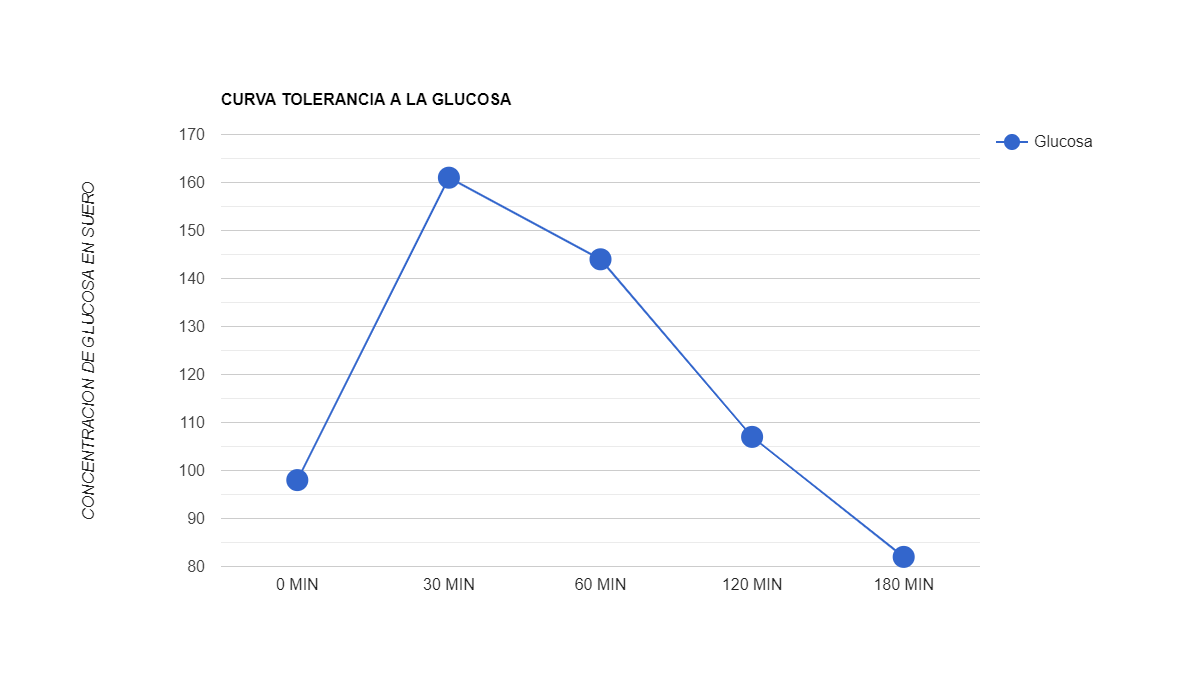 CURVA TOLERANCIA A LA GLUCOSA
Glucosa
CONCENTRACION DE GLUCOSA EN SUERO
170
160
150
140
130
120
110
100
90
80
0 MIN
30 MIN
60 MIN
120 MIN
180 MIN